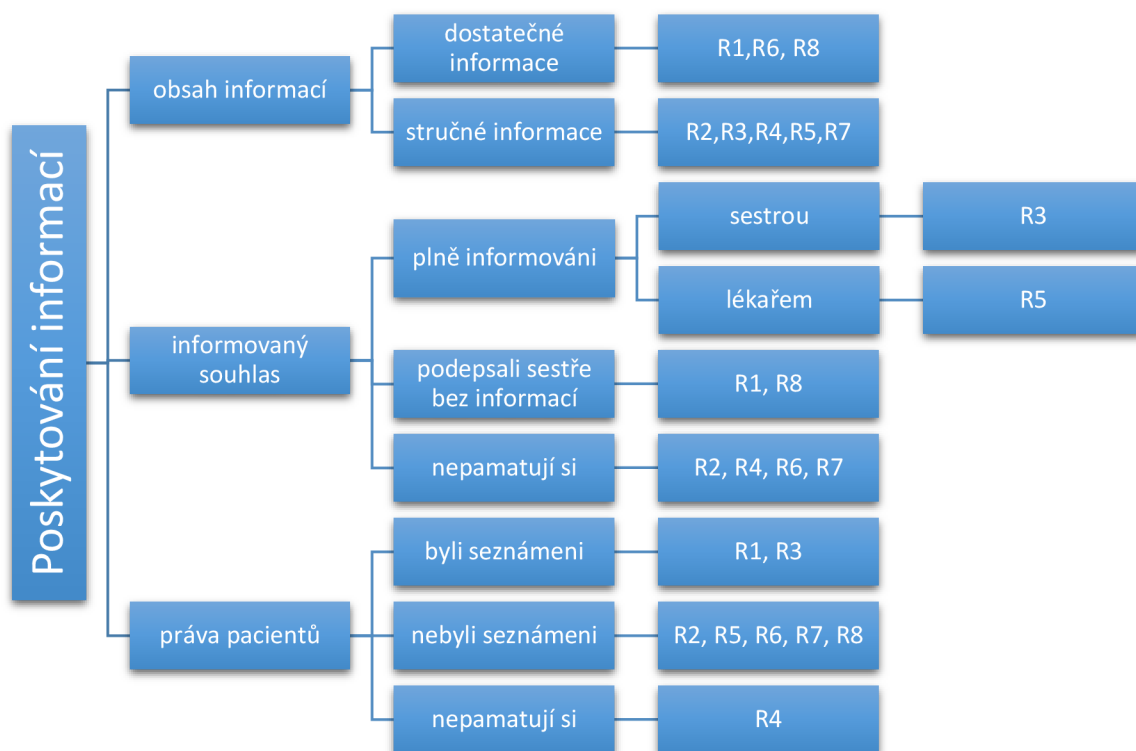 Poskytování informací
obsah informací
dostatečné
informace
R1,R6, R8
stručné informace
R2,R3,R4,R5,R7
informovaný
souhlas
plně informováni
sestrou
R3
lékařem
R5
podepsali sestře
bez informací
R1, R8
nepamatují si
R2, R4, R6, R7
práva pacientů
byli seznámeni
R1, R3
nebyli seznámeni
R2, R5, R6, R7, R8
nepamatují si
R4